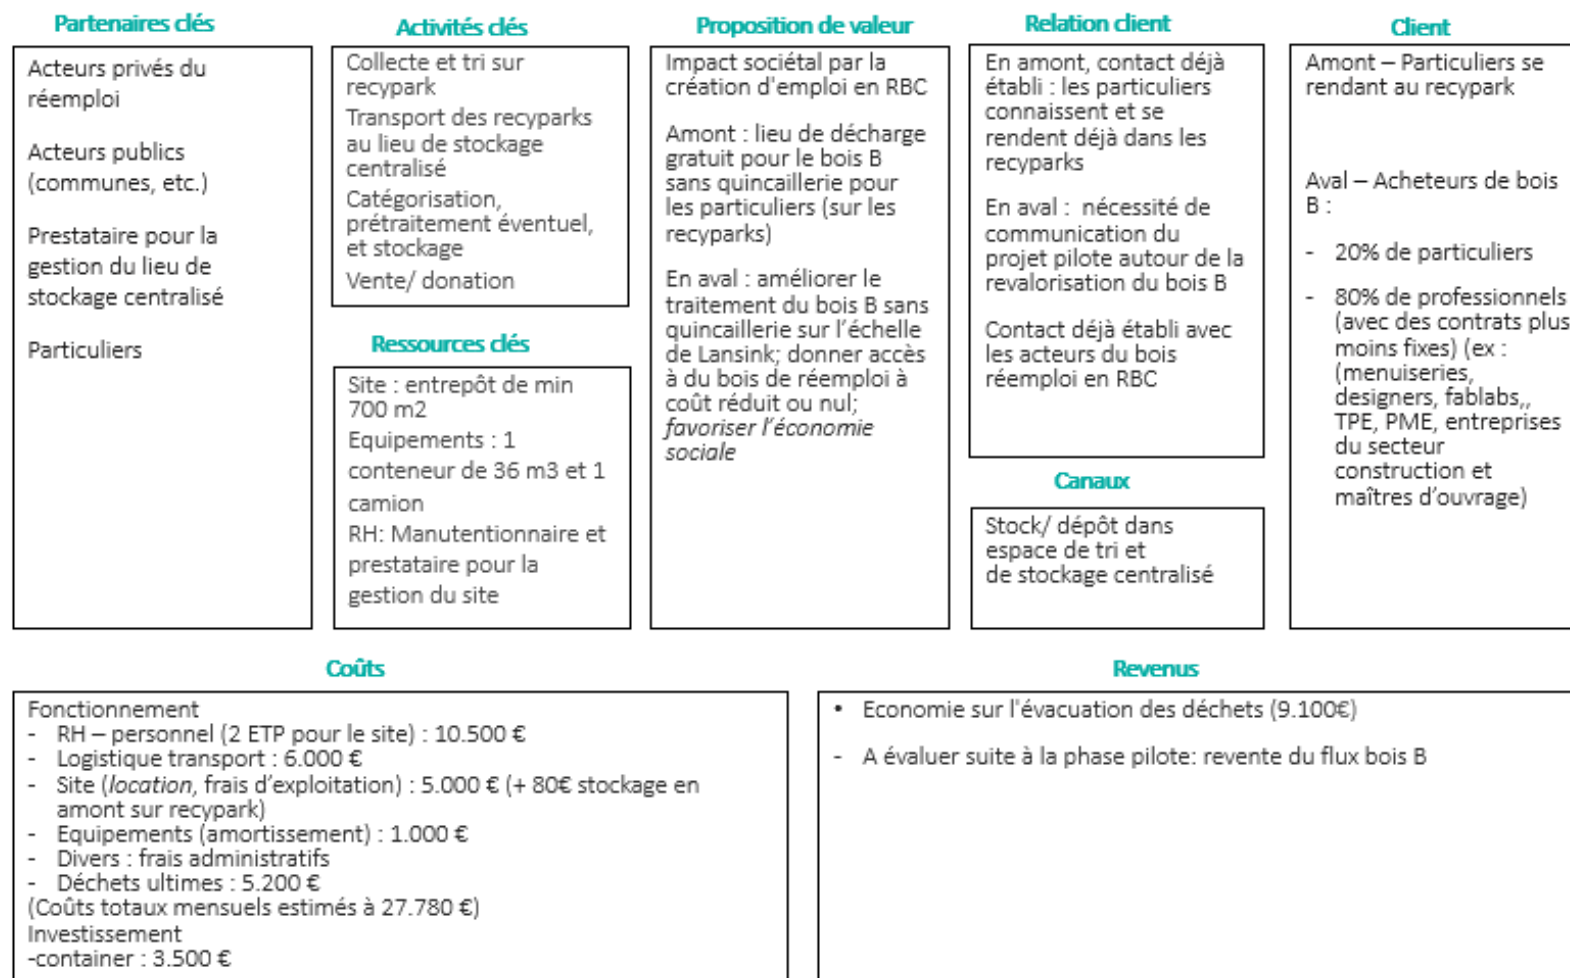 Partenaires clés
Acteurs privés du
réemploi
Acteurs publics
(communes, etc.)
Prestataire pour la
gestion du lieu de
stockage centralisé
Particuliers
Activités clés
Collecte et tri sur
recypark
Transport des recyparks
au lieu de stockage
centralisé
Catégorisation,
prétraitement éventuel,
et stockage
Vente/ donation
Ressources clés
Site : entrepôt de min
700 m2
Equipements : 1
conteneur de 36 m3 et 1
camion
RH: Manutentionnaire et
prestataire pour la
gestion du site
Proposition de valeur
Impact sociétal par la
création d'emploi en RBC
Amont : lieu de décharge
gratuit pour le bois B
sans quincaillerie pour
les particuliers (sur les
recyparks)
En aval : améliorer le
traitement du bois B sans
quincaillerie sur l'échelle
de Lansink; donner accès
à du bois de réemploi à
coût réduit ou nul;
favoriser l'économie
sociale
Relation client
En amont, contact déjà
établi : les particuliers
connaissent et se
rendent déjà dans les
recyparks
En aval : nécessité de
communication du
projet pilote autour de la
revalorisation du bois B
Contact déjà établi avec
les acteurs du bois
réemploi en RBC
Canaux
Stock/ dépôt dans
espace de tri et
de stockage centralisé
Client
Amont – Particuliers se
rendant au recypark
Aval – Acheteurs de bois
B :
- 20% de particuliers
- 80% de professionnels
(avec des contrats plus
moins fixes) (ex :
(menuiseries,
designers, fablabs,,
TPE, PME, entreprises
du secteur
construction et
maîtres d'ouvrage)
Coûts
Fonctionnement
- RH – personnel (2 ETP pour le site) : 10.500 €
- Logistique transport : 6.000 €
- Site (location, frais d'exploitation) : 5.000 € (+ 80€ stockage en
amont sur recypark)
- Equipements (amortissement) : 1.000 €
- Divers : frais administratifs
- Déchets ultimes : 5.200 €
(Coûts totaux mensuels estimés à 27.780 €)
Investissement
-container : 3.500 €
Revenus
• Economie sur l'évacuation des déchets (9.100€)
- A évaluer suite à la phase pilote: revente du flux bois B